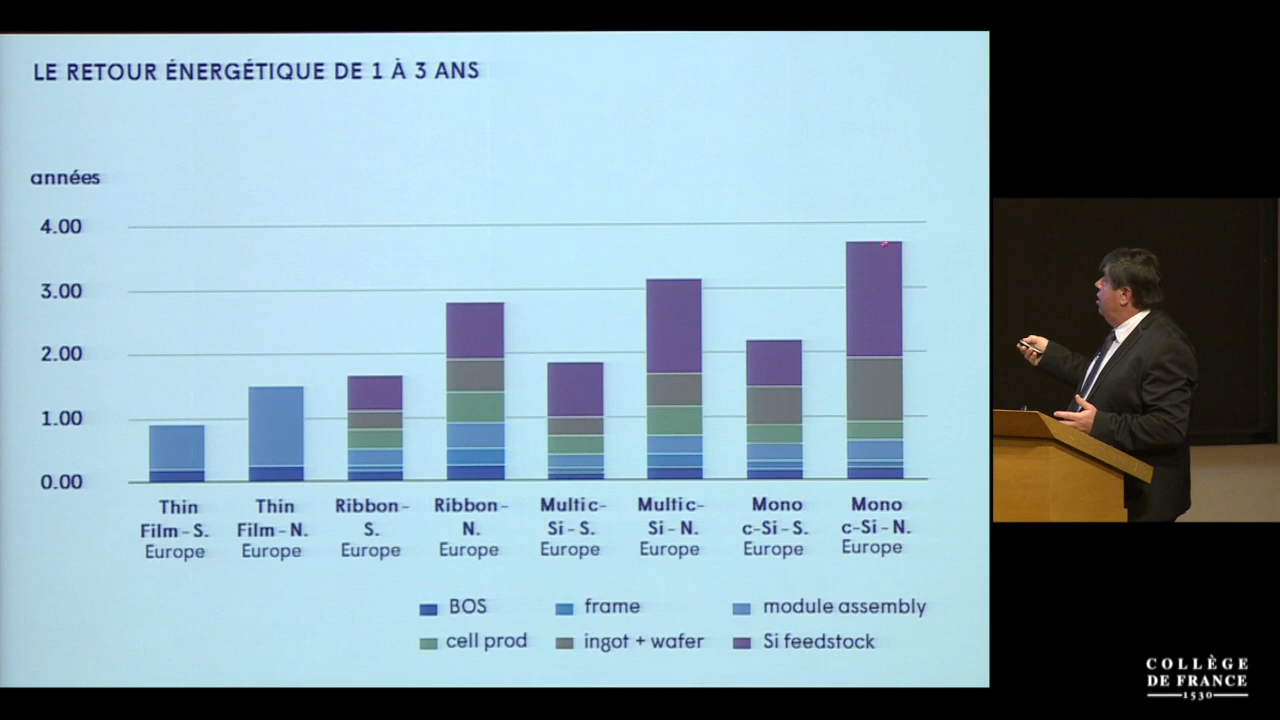 LE RETOUR ÉNERGÉTIQUE DE 1 À 3 ANS
années
4.00
3.00
2.00
1.00
0.00
Thin
Film - S.
Europe
Thin
Film - N.
Europe
Ribbon -
S.
Europe
Ribbon -
N.
Europe
Multi c-
Si - S.
Europe
Multi c-
Si - N.
Europe
Mono
c-Si - S.
Europe
Mono
c-Si - N.
Europe
BOS
frame
module assembly
cell prod
ingot + wafer
Si feedstock
COLLÈGE
DE FRANCE
1530